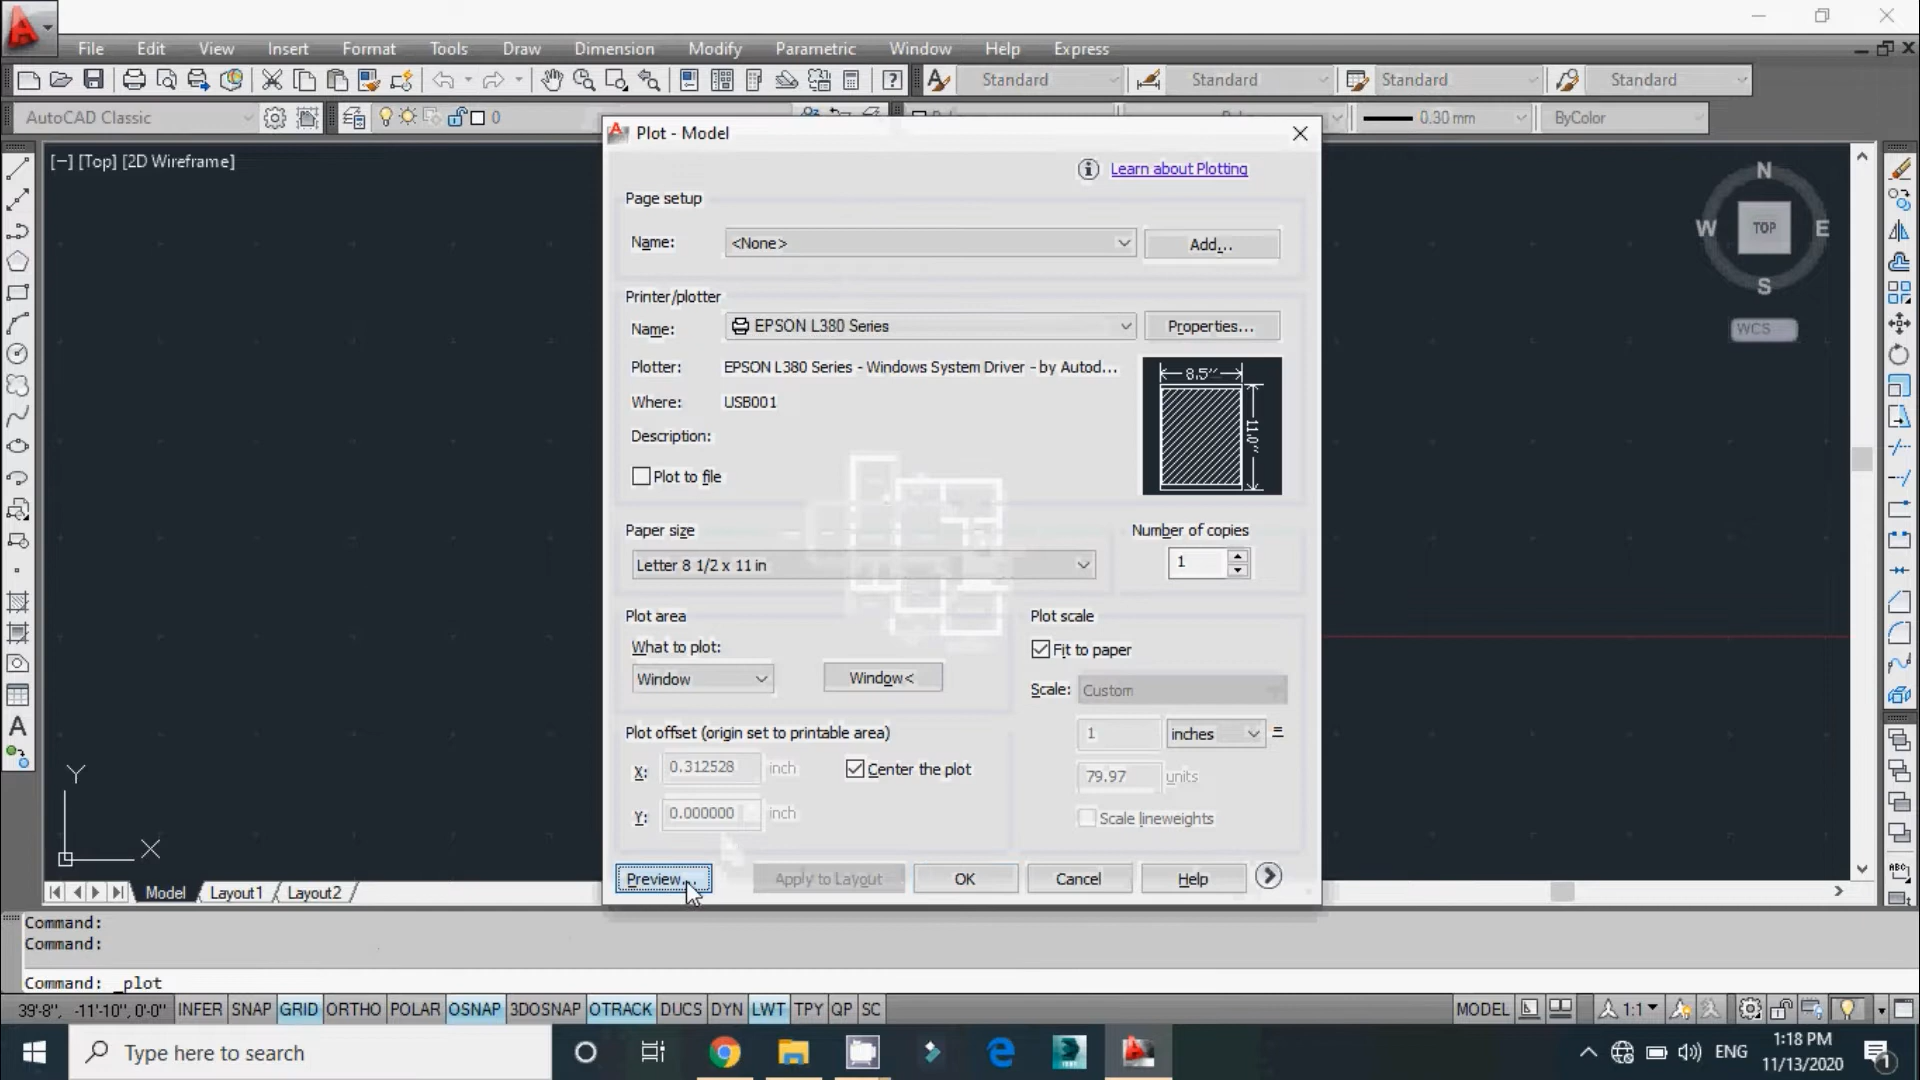 File Edit View Insert Format Tools Draw Dimension Modify Parametric Window Help Express
Standard Standard Standard Standard
AutoCAD Classic 0 0.30 mm ByColor
[−] [Top] [2D Wireframe]
N
W TOP E
S
WCS
Plot - Model
Learn about Plotting
Page setup
Name: <None> Add...
Printer/plotter
Name: EPSON L380 Series Properties...
Plotter: EPSON L380 Series - Windows System Driver - by Autod...
Where: USB001
Description:
Plot to file
8.5″
11.0″
Paper size
Letter 8 1/2 x 11 in
Number of copies
1
Plot area
What to plot:
Window Window<
Plot scale
Fit to paper
Scale: Custom
1 inches =
79.97 units
Scale lineweights
Plot offset (origin set to printable area)
X: 0.312528 inch Center the plot
Y: 0.000000 inch
Preview... Apply to Layout OK Cancel Help
Y
X
Model Layout1 Layout2
Command:
Command:
Command: _plot
39'-8", -11'-10", 0'-0" INFER SNAP GRID ORTHO POLAR OSNAP 3DOSNAP OTRACK DUCS DYN LWT TPY QP SC MODEL 1:1
Type here to search
ENG
1:18 PM
11/13/2020
1